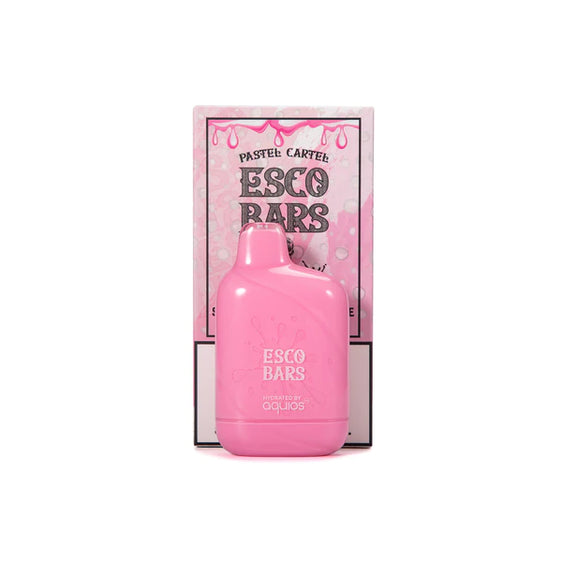 PASTEL CARTEL
ESCO
BARS
ESCO
BARS
HYDRATED BY
aquios